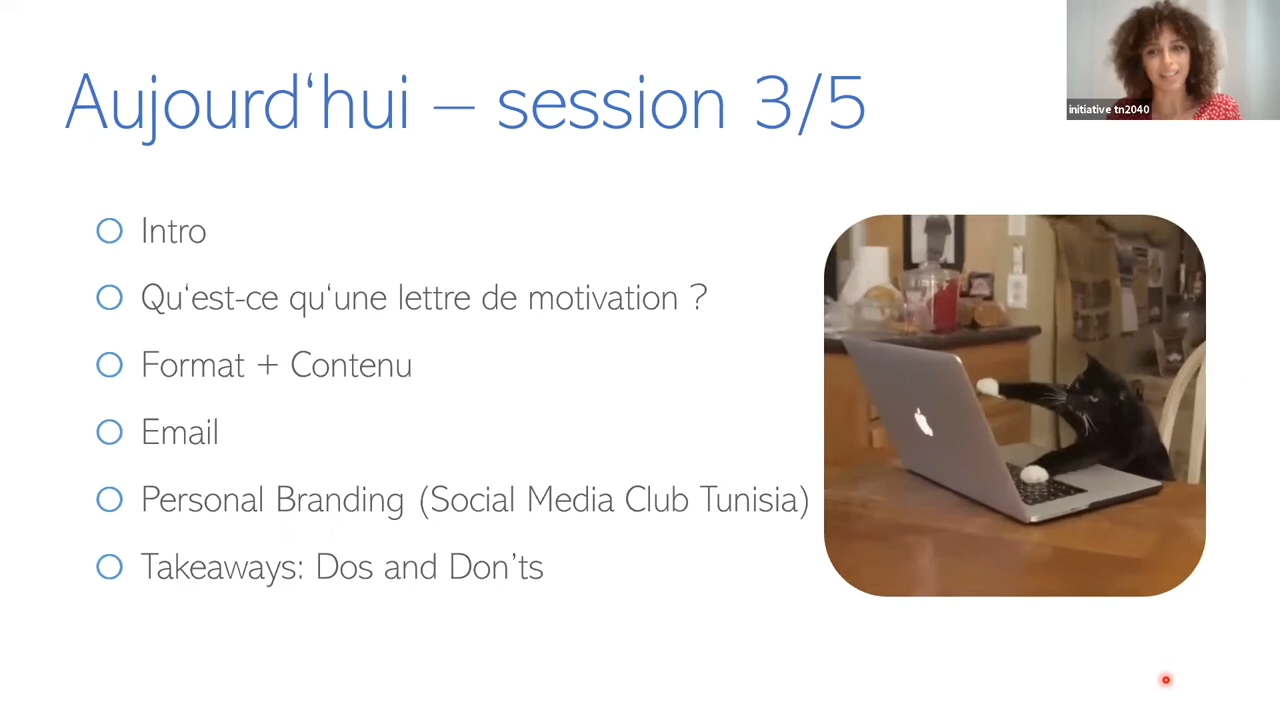 Aujourd‘hui – session 3/5
initiative tn2040
Intro
Qu‘est-ce qu‘une lettre de motivation ?
Format + Contenu
Email
Personal Branding (Social Media Club Tunisia)
Takeaways: Dos and Don’ts